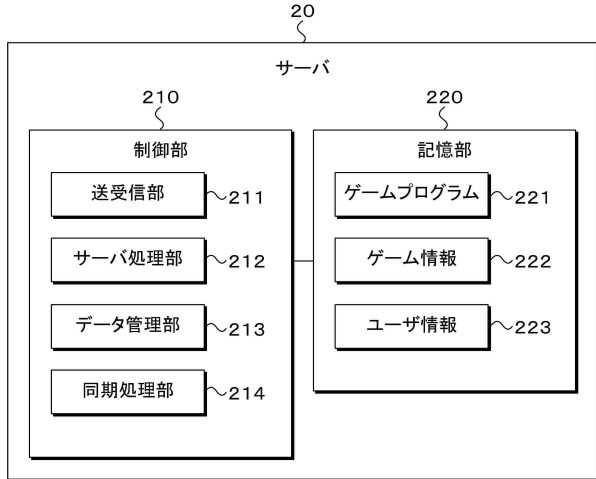 20
サーバ
210
制御部
送受信部
211
サーバ処理部
212
データ管理部
213
同期処理部
214
220
記憶部
ゲームプログラム
221
ゲーム情報
222
ユーザ情報
223